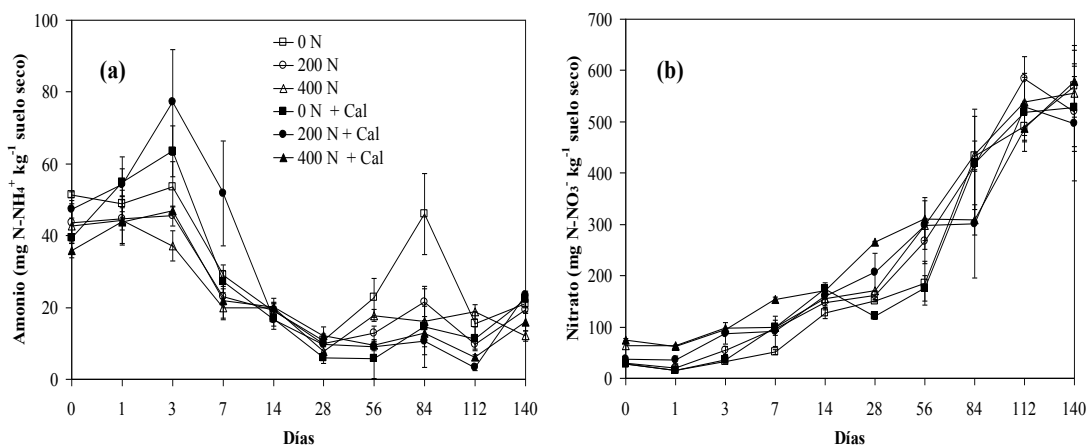 100
80
60
40
20
0
Amonio (mg N-NH₄⁺ kg⁻¹ suelo seco)
(a)
0 N
200 N
400 N
0 N + Cal
200 N + Cal
400 N + Cal
0 1 3 7 14 28 56 84 112 140
Días
700
600
500
400
300
200
100
0
Nitrato (mg N-NO₃⁻ kg⁻¹ suelo seco)
(b)
0 1 3 7 14 28 56 84 112 140
Días